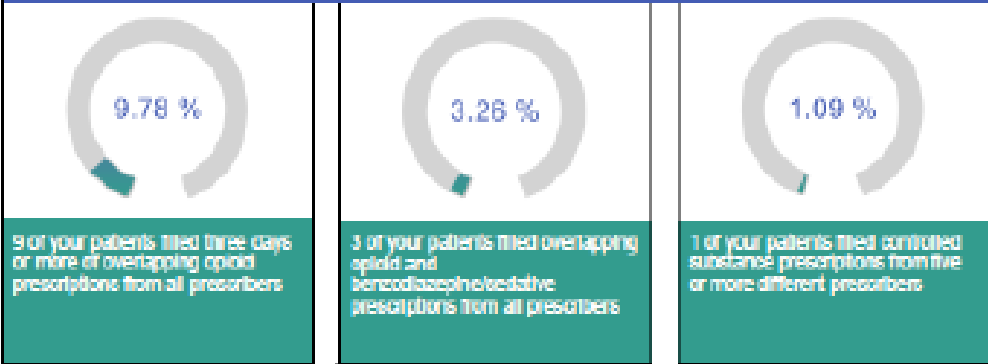 9.78 %
9 of your patients filled three days
or more of overlapping opioid
prescriptions from all prescribers
3.26 %
3 of your patients filled overlapping
opioid and
benzodiazepine/sedative
prescriptions from all prescribers
1.09 %
1 of your patients filled controlled
substance prescriptions from five
or more different prescribers